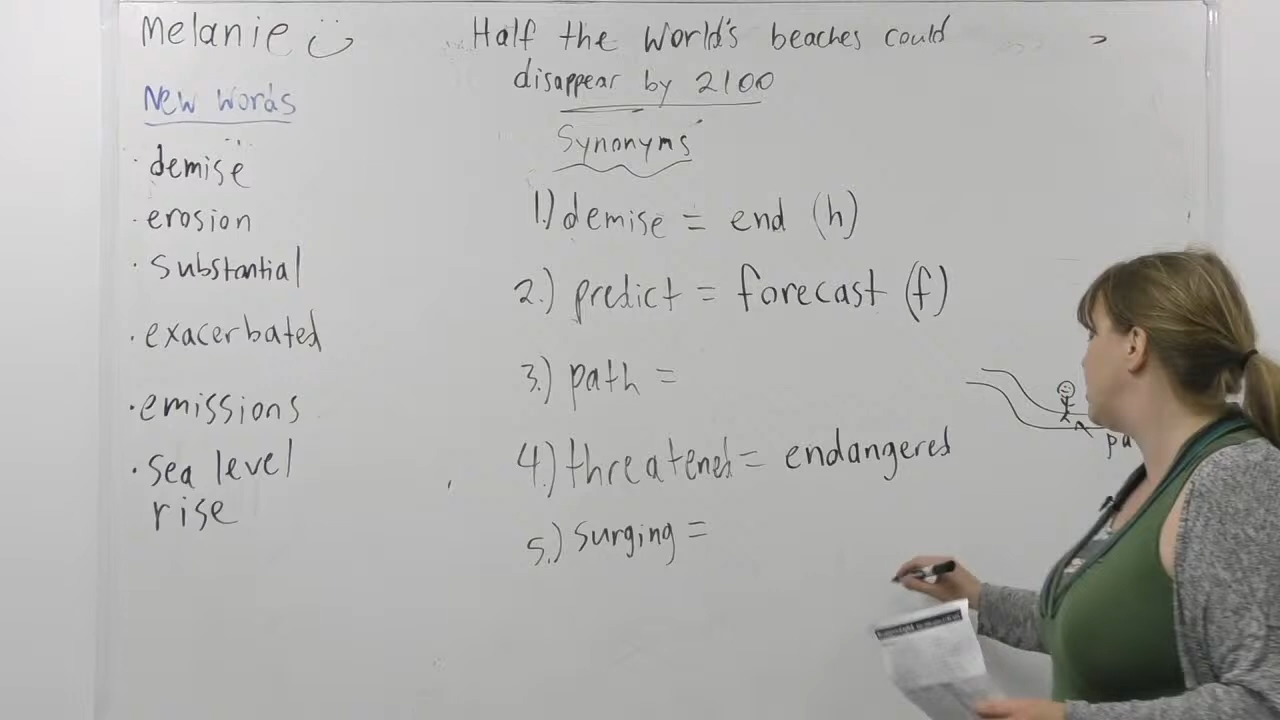 Melanie
New Words
demise
erosion
substantial
exacerbated
emissions
sea level
rise
Half the World's beaches could
disappear by 2100
Synonyms
1.) demise = end (h)
2.) predict = forecast (f)
3.) path =
4.) threatened = endangered
5.) surging =